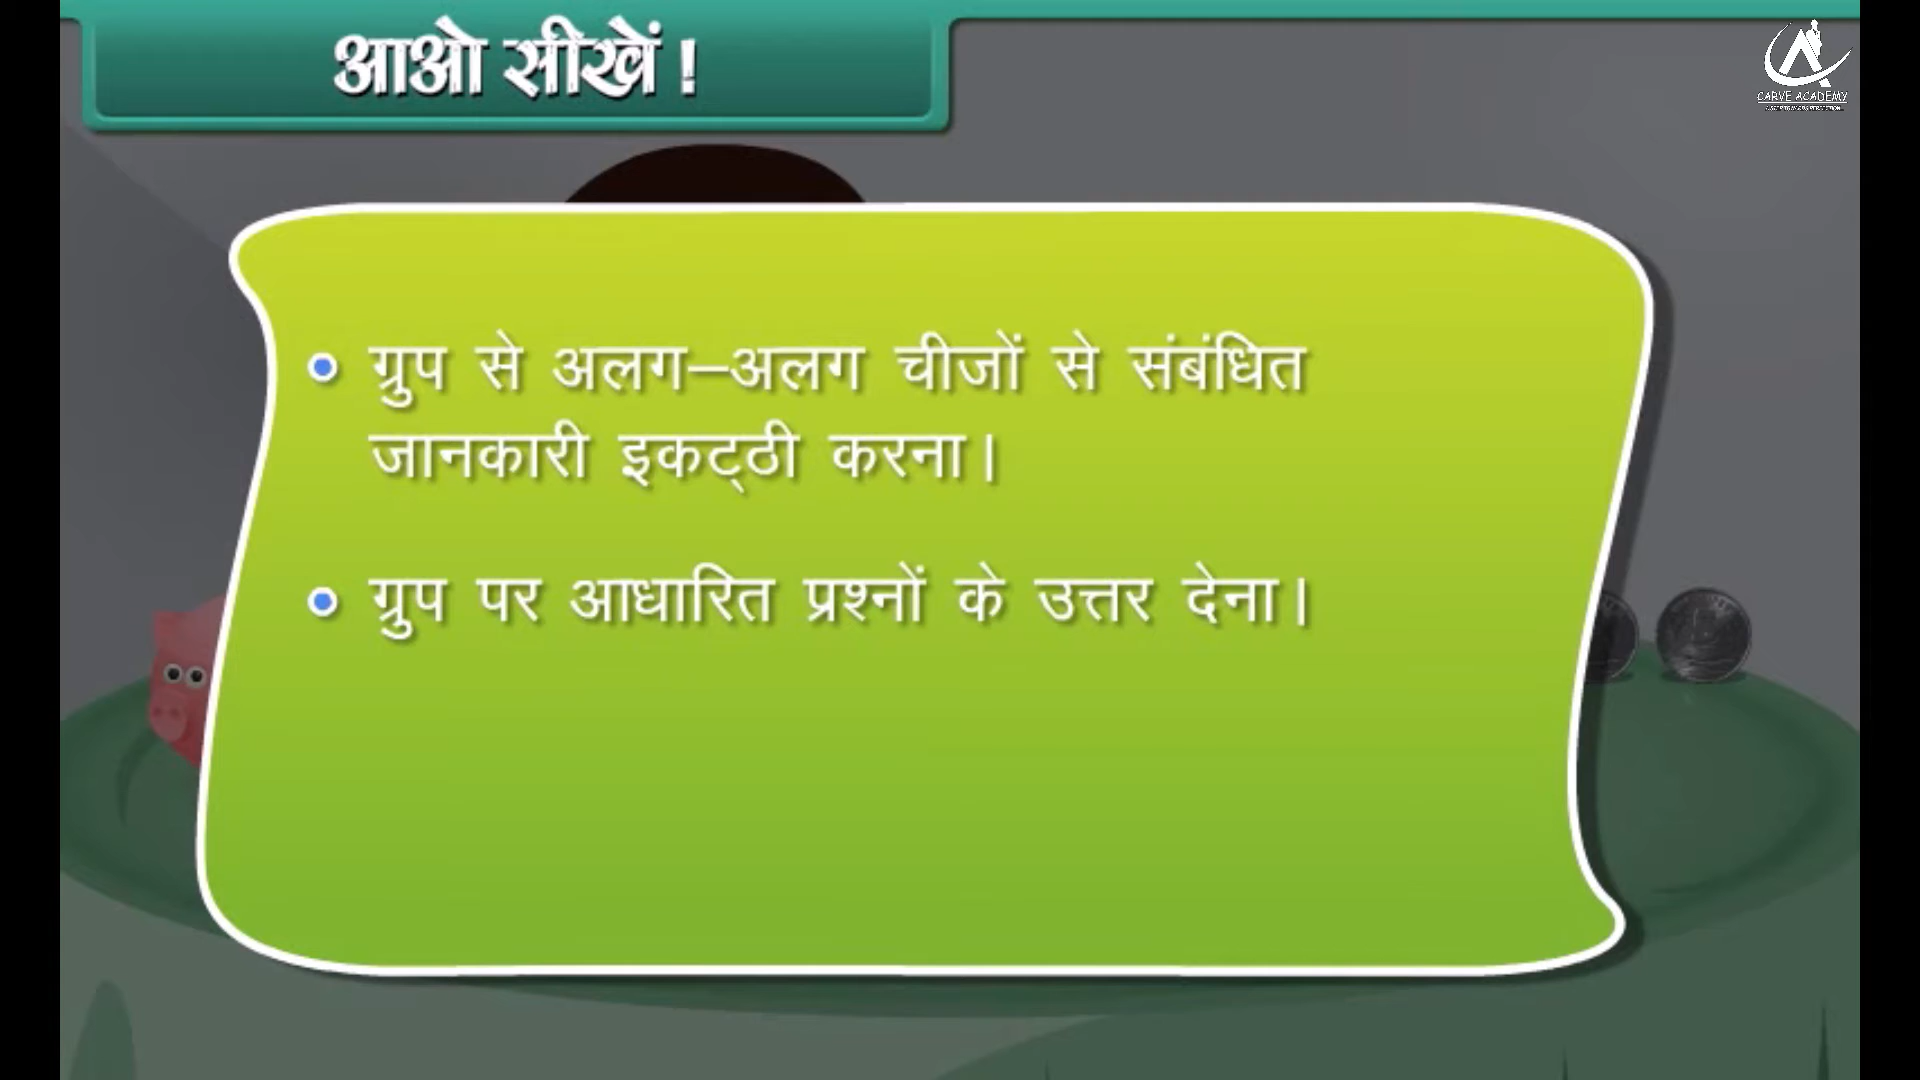 आओ सीखें!
CARVE ACADEMY
ग्रुप से अलग–अलग चीजों से संबंधित
जानकारी इकट्‌ठी करना।
ग्रुप पर आधारित प्रश्नों के उत्तर देना।